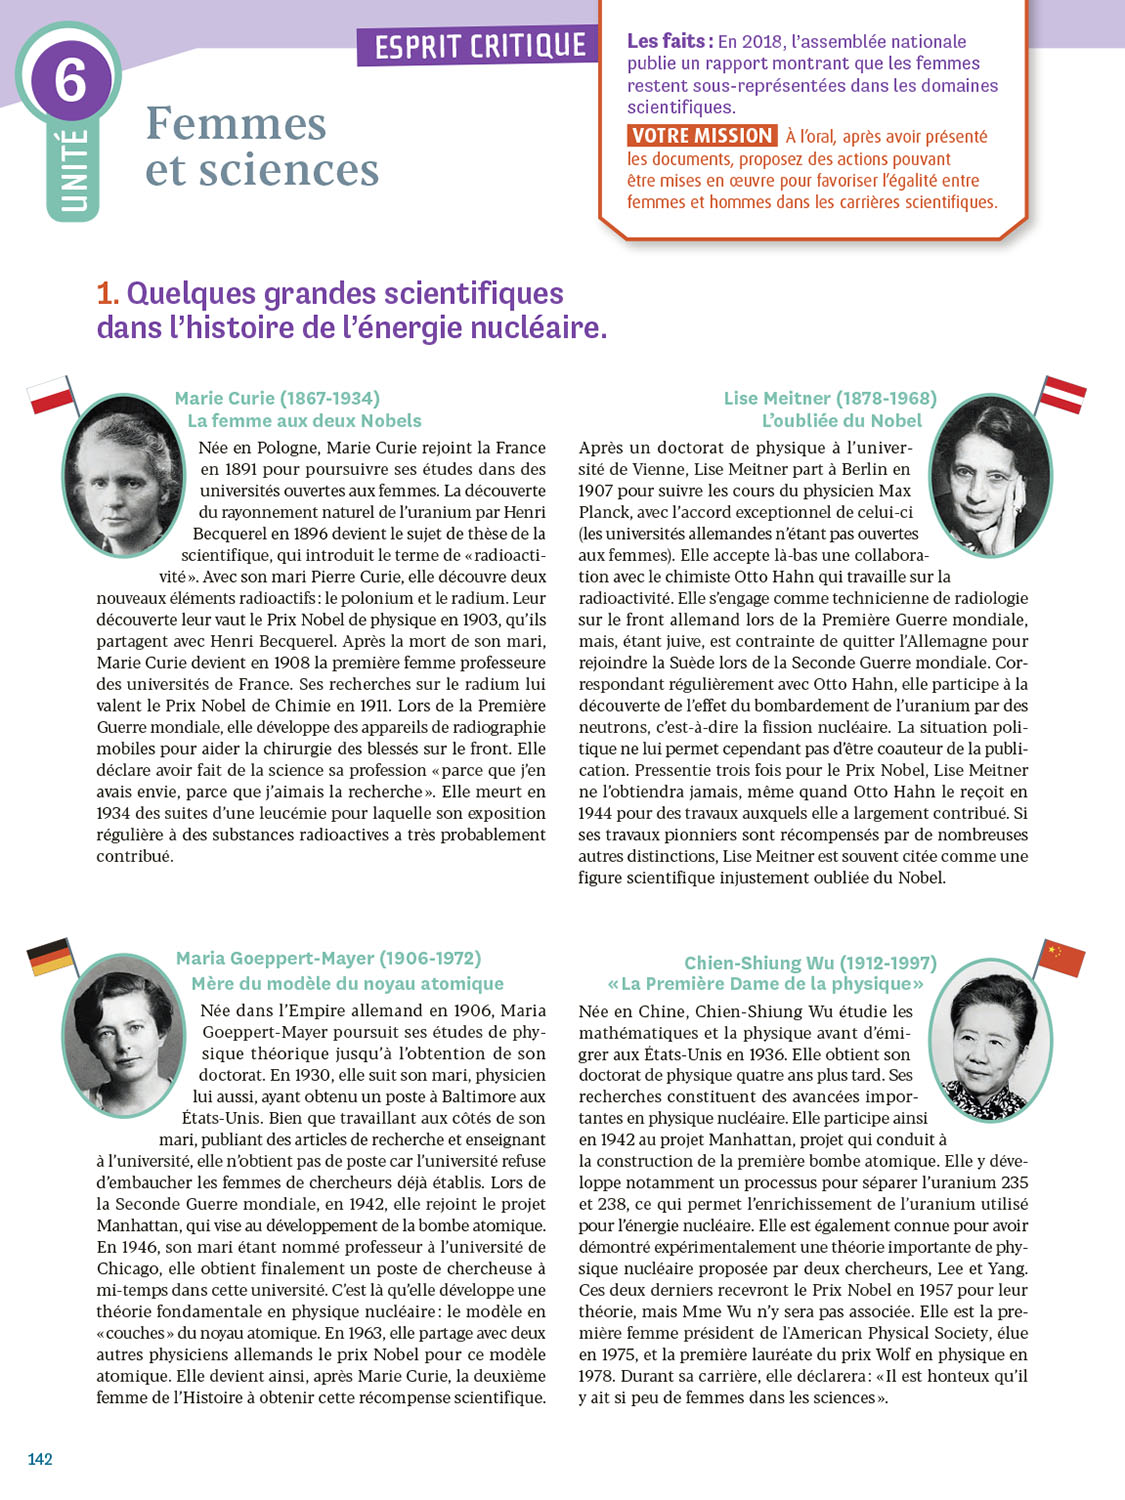 6
UNITÉ
ESPRIT CRITIQUE
Femmes
et sciences
Les faits : En 2018, l’assemblée nationale
publie un rapport montrant que les femmes
restent sous-représentées dans les domaines
scientifiques.
VOTRE MISSION À l’oral, après avoir présenté
les documents, proposez des actions pouvant
être mises en œuvre pour favoriser l’égalité entre
femmes et hommes dans les carrières scientifiques.
1. Quelques grandes scientifiques
dans l’histoire de l’énergie nucléaire.
Marie Curie (1867-1934)
La femme aux deux Nobels
Née en Pologne, Marie Curie rejoint la France
en 1891 pour poursuivre ses études dans des
universités ouvertes aux femmes. La découverte
du rayonnement naturel de l’uranium par Henri
Becquerel en 1896 devient le sujet de thèse de la
scientifique, qui introduit le terme de « radioacti-
vité ». Avec son mari Pierre Curie, elle découvre deux
nouveaux éléments radioactifs : le polonium et le radium. Leur
découverte leur vaut le Prix Nobel de physique en 1903, qu’ils
partagent avec Henri Becquerel. Après la mort de son mari,
Marie Curie devient en 1908 la première femme professeure
des universités de France. Ses recherches sur le radium lui
valent le Prix Nobel de Chimie en 1911. Lors de la Première
Guerre mondiale, elle développe des appareils de radiographie
mobiles pour aider la chirurgie des blessés sur le front. Elle
déclare avoir fait de la science sa profession « parce que j’en
avais envie, parce que j’aimais la recherche ». Elle meurt en
1934 des suites d’une leucémie pour laquelle son exposition
régulière à des substances radioactives a très probablement
contribué.
Lise Meitner (1878-1968)
L’oubliée du Nobel
Après un doctorat de physique à l’univer-
sité de Vienne, Lise Meitner part à Berlin en
1907 pour suivre les cours du physicien Max
Planck, avec l’accord exceptionnel de celui-ci
(les universités allemandes n’étant pas ouvertes
aux femmes). Elle accepte là-bas une collabora-
tion avec le chimiste Otto Hahn qui travaille sur la
radioactivité. Elle s’engage comme technicienne de radiologie
sur le front allemand lors de la Première Guerre mondiale,
mais, étant juive, est contrainte de quitter l’Allemagne pour
rejoindre la Suède lors de la Seconde Guerre mondiale. Cor-
respondant régulièrement avec Otto Hahn, elle participe à la
découverte de l’effet du bombardement de l’uranium par des
neutrons, c’est-à-dire la fission nucléaire. La situation poli-
tique ne lui permet cependant pas d’être coauteur de la publi-
cation. Pressentie trois fois pour le Prix Nobel, Lise Meitner
ne l’obtiendra jamais, même quand Otto Hahn le reçoit en
1944 pour des travaux auxquels elle a largement contribué. Si
ses travaux pionniers sont récompensés par de nombreuses
autres distinctions, Lise Meitner est souvent citée comme une
figure scientifique injustement oubliée du Nobel.
Maria Goeppert-Mayer (1906-1972)
Mère du modèle du noyau atomique
Née dans l’Empire allemand en 1906, Maria
Goeppert-Mayer poursuit ses études de phy-
sique théorique jusqu’à l’obtention de son
doctorat. En 1930, elle suit son mari, physicien
lui aussi, ayant obtenu un poste à Baltimore aux
États-Unis. Bien que travaillant aux côtés de son
mari, publiant des articles de recherche et enseignant
à l’université, elle n’obtient pas de poste car l’université refuse
d’embaucher les femmes de chercheurs déjà établis. Lors de
la Seconde Guerre mondiale, en 1942, elle rejoint le projet
Manhattan, qui vise au développement de la bombe atomique.
En 1946, son mari étant nommé professeur à l’université de
Chicago, elle obtient finalement un poste de chercheuse à
mi-temps dans cette université. C’est là qu’elle développe une
théorie fondamentale en physique nucléaire : le modèle en
« couches » du noyau atomique. En 1963, elle partage avec deux
autres physiciens allemands le prix Nobel pour ce modèle
atomique. Elle devient ainsi, après Marie Curie, la deuxième
femme de l’Histoire à obtenir cette récompense scientifique.
Chien-Shiung Wu (1912-1997)
« La Première Dame de la physique »
Née en Chine, Chien-Shiung Wu étudie les
mathématiques et la physique avant d’émi-
grer aux États-Unis en 1936. Elle obtient son
doctorat de physique quatre ans plus tard. Ses
recherches constituent des avancées impor-
tantes en physique nucléaire. Elle participe ainsi
en 1942 au projet Manhattan, projet qui conduit à
la construction de la première bombe atomique. Elle y déve-
loppe notamment un processus pour séparer l’uranium 235
et 238, ce qui permet l’enrichissement de l’uranium utilisé
pour l’énergie nucléaire. Elle est également connue pour avoir
démontré expérimentalement une théorie importante de phy-
sique nucléaire proposée par deux chercheurs, Lee et Yang.
Ces deux derniers recevront le Prix Nobel en 1957 pour leur
théorie, mais Mme Wu n’y sera pas associée. Elle est la pre-
mière femme président de l’American Physical Society, élue
en 1975, et la première lauréate du prix Wolf en physique en
1978. Durant sa carrière, elle déclarera : « Il est honteux qu’il
y ait si peu de femmes dans les sciences ».
142